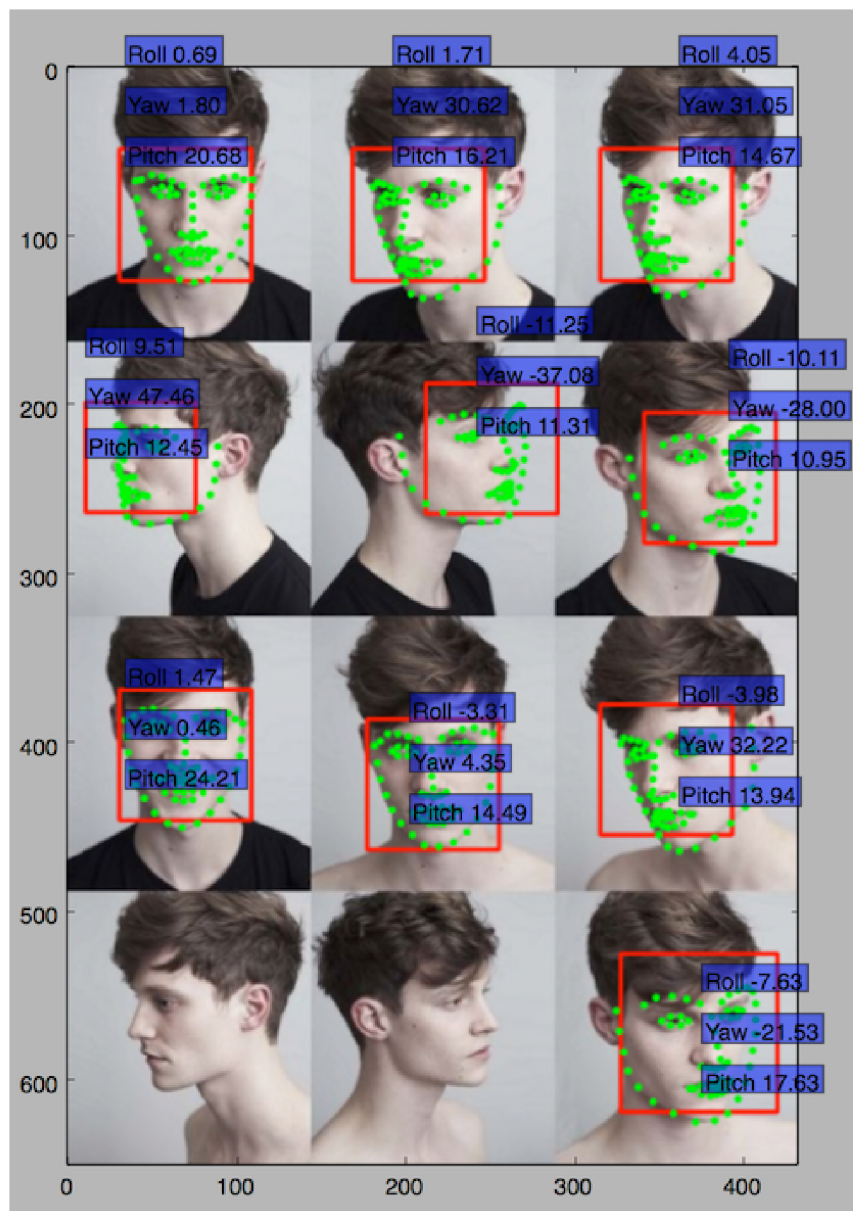 Roll 0.69
Yaw 1.80
Pitch 20.68
Roll 1.71
Yaw 30.62
Pitch 16.21
Roll 4.05
Yaw 31.05
Pitch 14.67
Roll 9.51
Yaw 47.46
Pitch 12.45
Roll -11.25
Yaw -37.08
Pitch 11.31
Roll -10.11
Yaw -28.00
Pitch 10.95
Roll 1.47
Yaw 0.46
Pitch 24.21
Roll -3.31
Yaw 4.35
Pitch 14.49
Roll -3.98
Yaw 32.22
Pitch 13.94
Roll -7.63
Yaw -21.53
Pitch 17.63
0
100
200
300
400
500
600
0
100
200
300
400